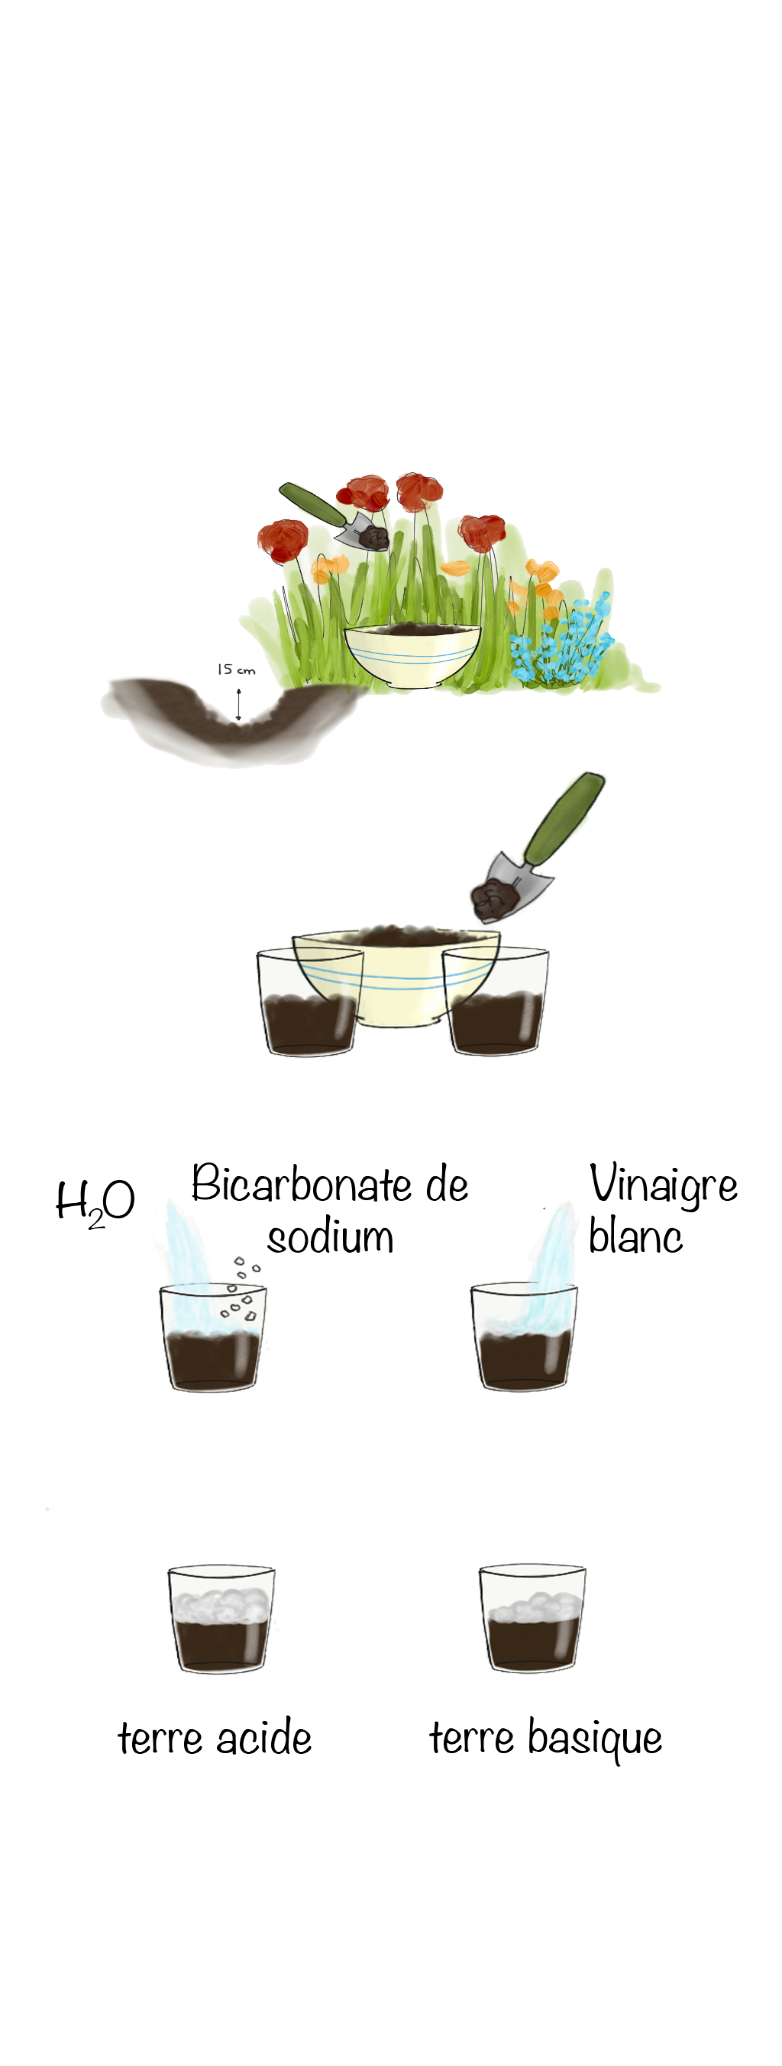 15 cm
H₂O
Bicarbonate de
sodium
Vinaigre
blanc
terre acide
terre basique